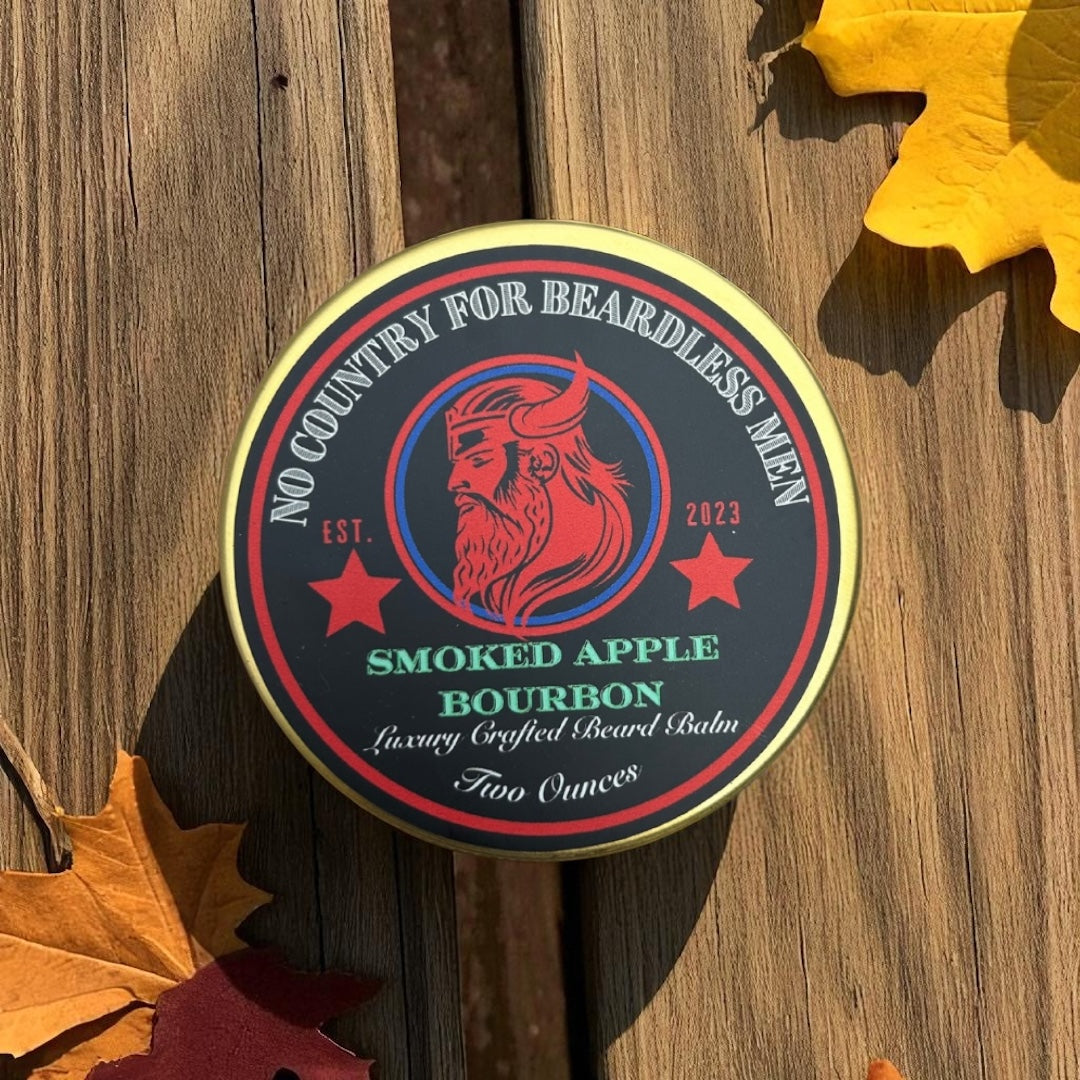 NO COUNTRY FOR BEARDLESS MEN
EST. 2023
SMOKED APPLE
BOURBON
Luxury Crafted Beard Balm
Two Ounces